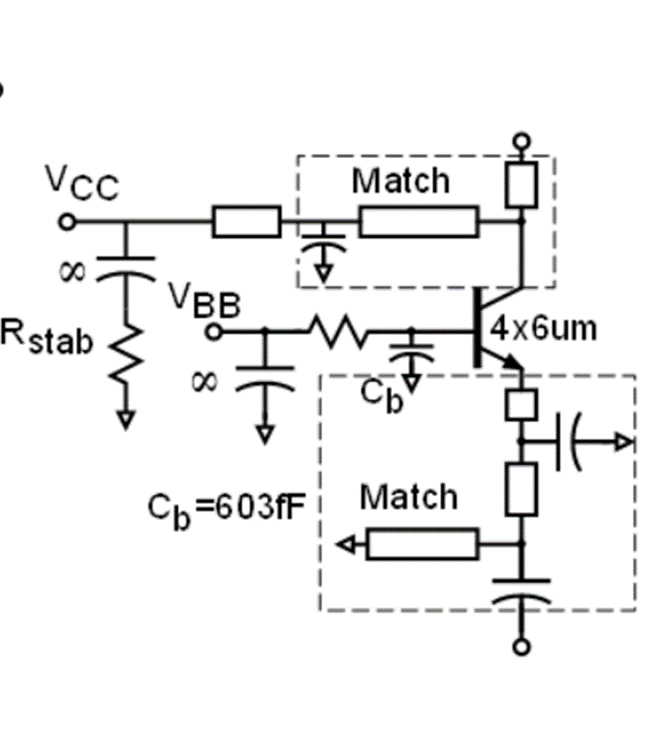 Match
VCC
∞
VBB
4x6um
Rstab
∞
Cb
Cb=603fF
Match